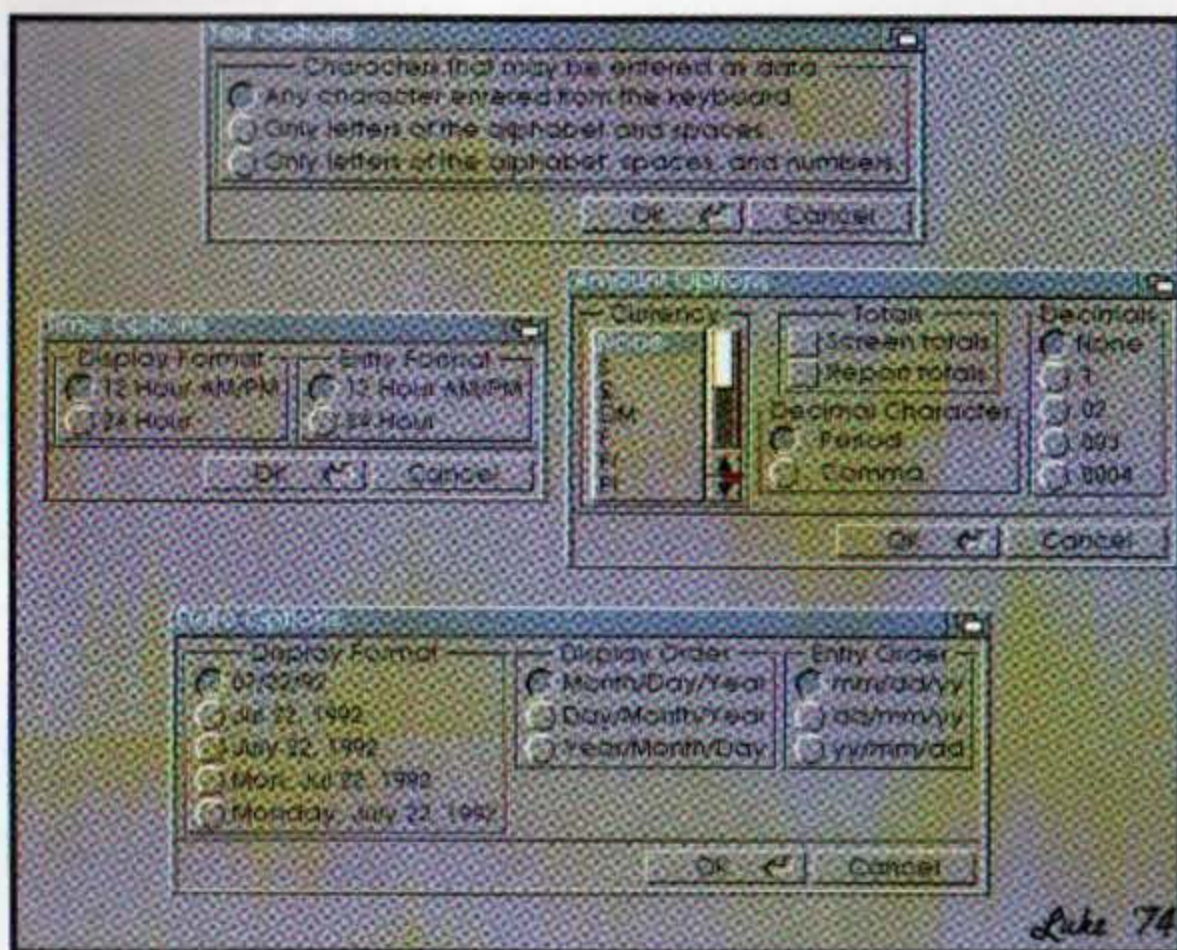 Text Options
Characters that may be entered as data
Any character entered from the keyboard
Only letters of the alphabet and spaces
Only letters of the alphabet, spaces, and numbers
OK Cancel
Time Options
Display Format
12 Hour AM/PM
24 Hour
Entry Format
12 Hour AM/PM
24 Hour
OK Cancel
Amount Options
Currency
None
DM
Totals
Screen totals
Report totals
Decimal Character
Period
Comma
Decimals
None
.02
.003
.0004
OK Cancel
Date Options
Display Format
Jul 22, 1992
July 22, 1992
Mon, Jul 22, 1992
Monday, July 22, 1992
Display Order
Month/Day/Year
Day/Month/Year
Year/Month/Day
Entry Order
mm/dd/yy
dd/mm/yy
yy/mm/dd
OK Cancel
Luke '74